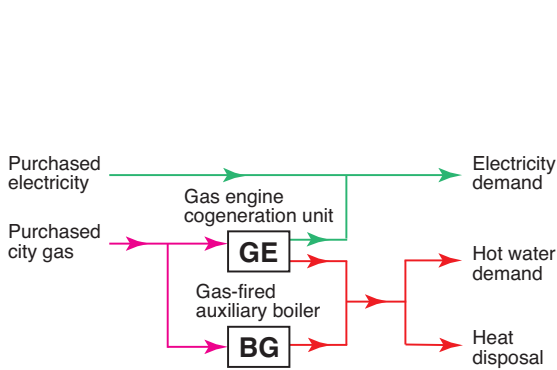 Purchased
electricity
Electricity
demand
Gas engine
cogeneration unit
Purchased
city gas
GE
Hot water
demand
Gas-fired
auxiliary boiler
BG
Heat
disposal